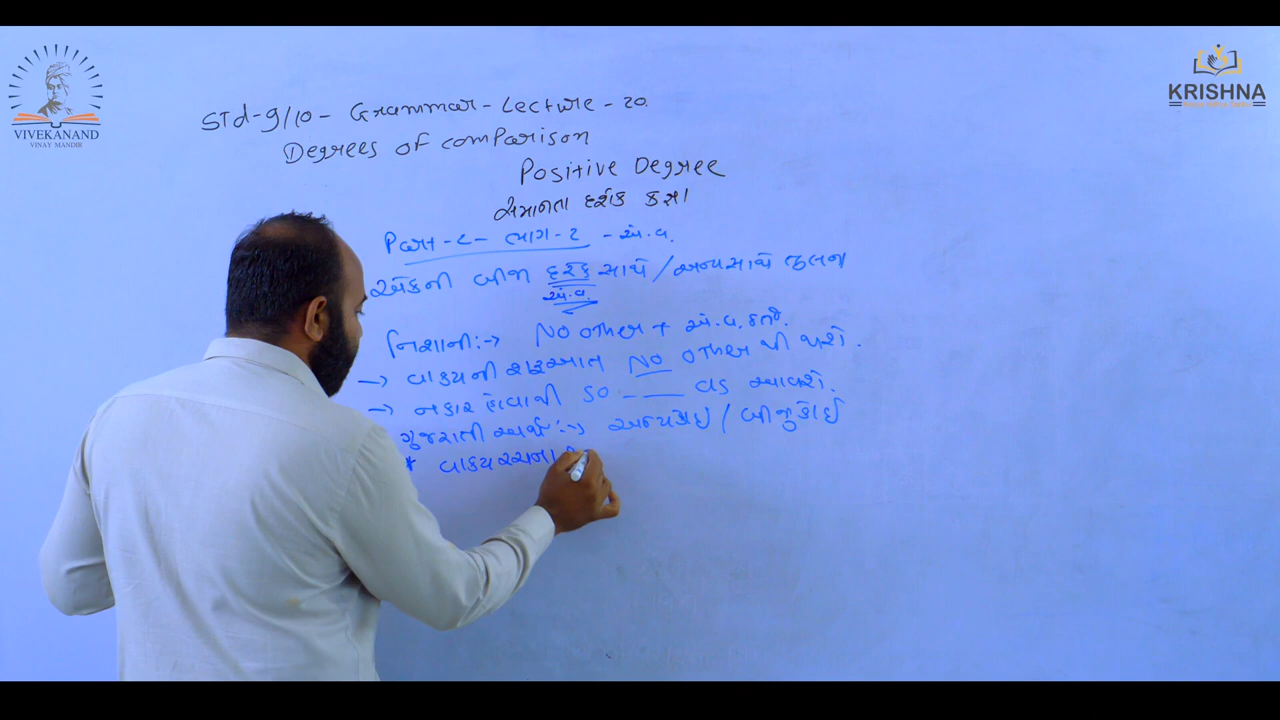 VIVEKANAND
VINAY MANDIR
KRISHNA
STd-9/10 - Grammar - Lecture - 20.
Degrees of comparison
Positive Degree
સમાનતા દર્શક કક્ષા
Part-2- ભાગ-2 - એ.વ.
એકની બીજા દરેક સાથે / અન્ય સાથે તુલના
એ.વ.
નિશાની :-> No other + એ.વ. કર્તા.
-> વાક્યની શરૂઆત No other થી થશે.
-> નકાર હોવાથી so ___ વડ આવશે.
ગુજરાતી અર્થ :-> અન્યકોઇ / બીજુકોઇ
* વાક્યરચના